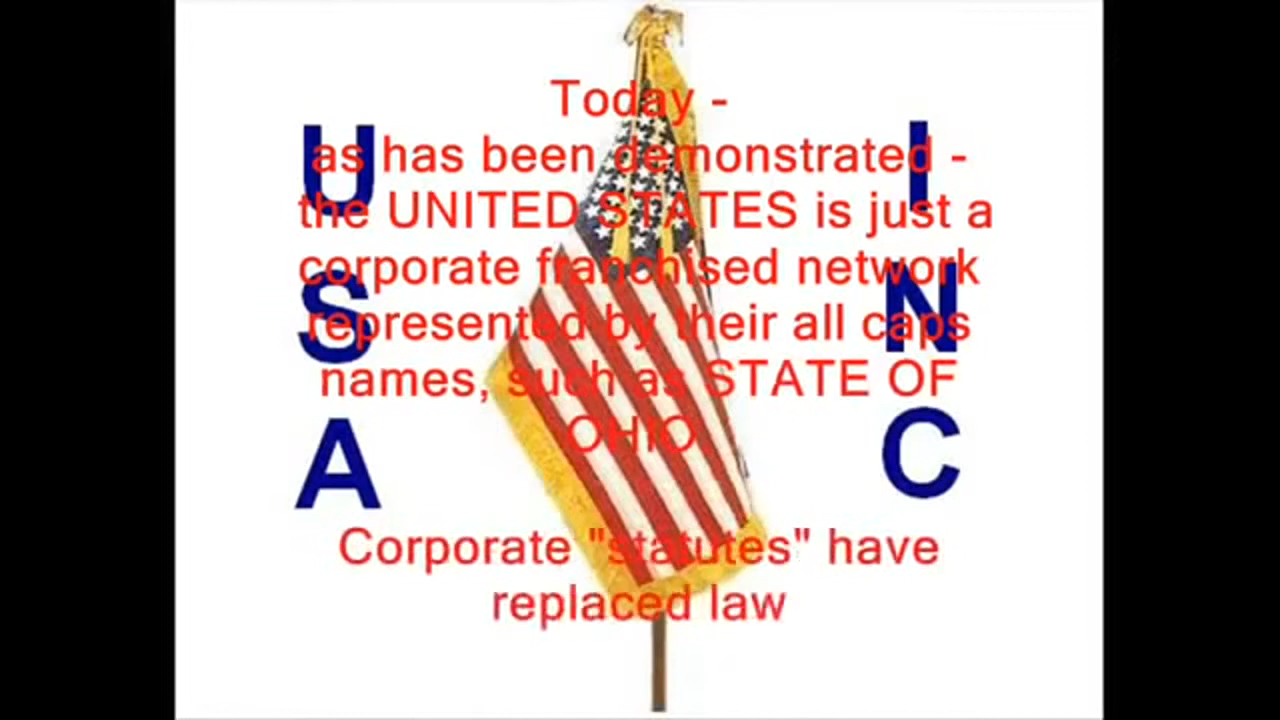 Today -
as has been demonstrated -
the UNITED STATES is just a
corporate franchised network
represented by their all caps
names, such as STATE OF
OHIO
Corporate "statutes" have
replaced law
U
S
A
I
N
C